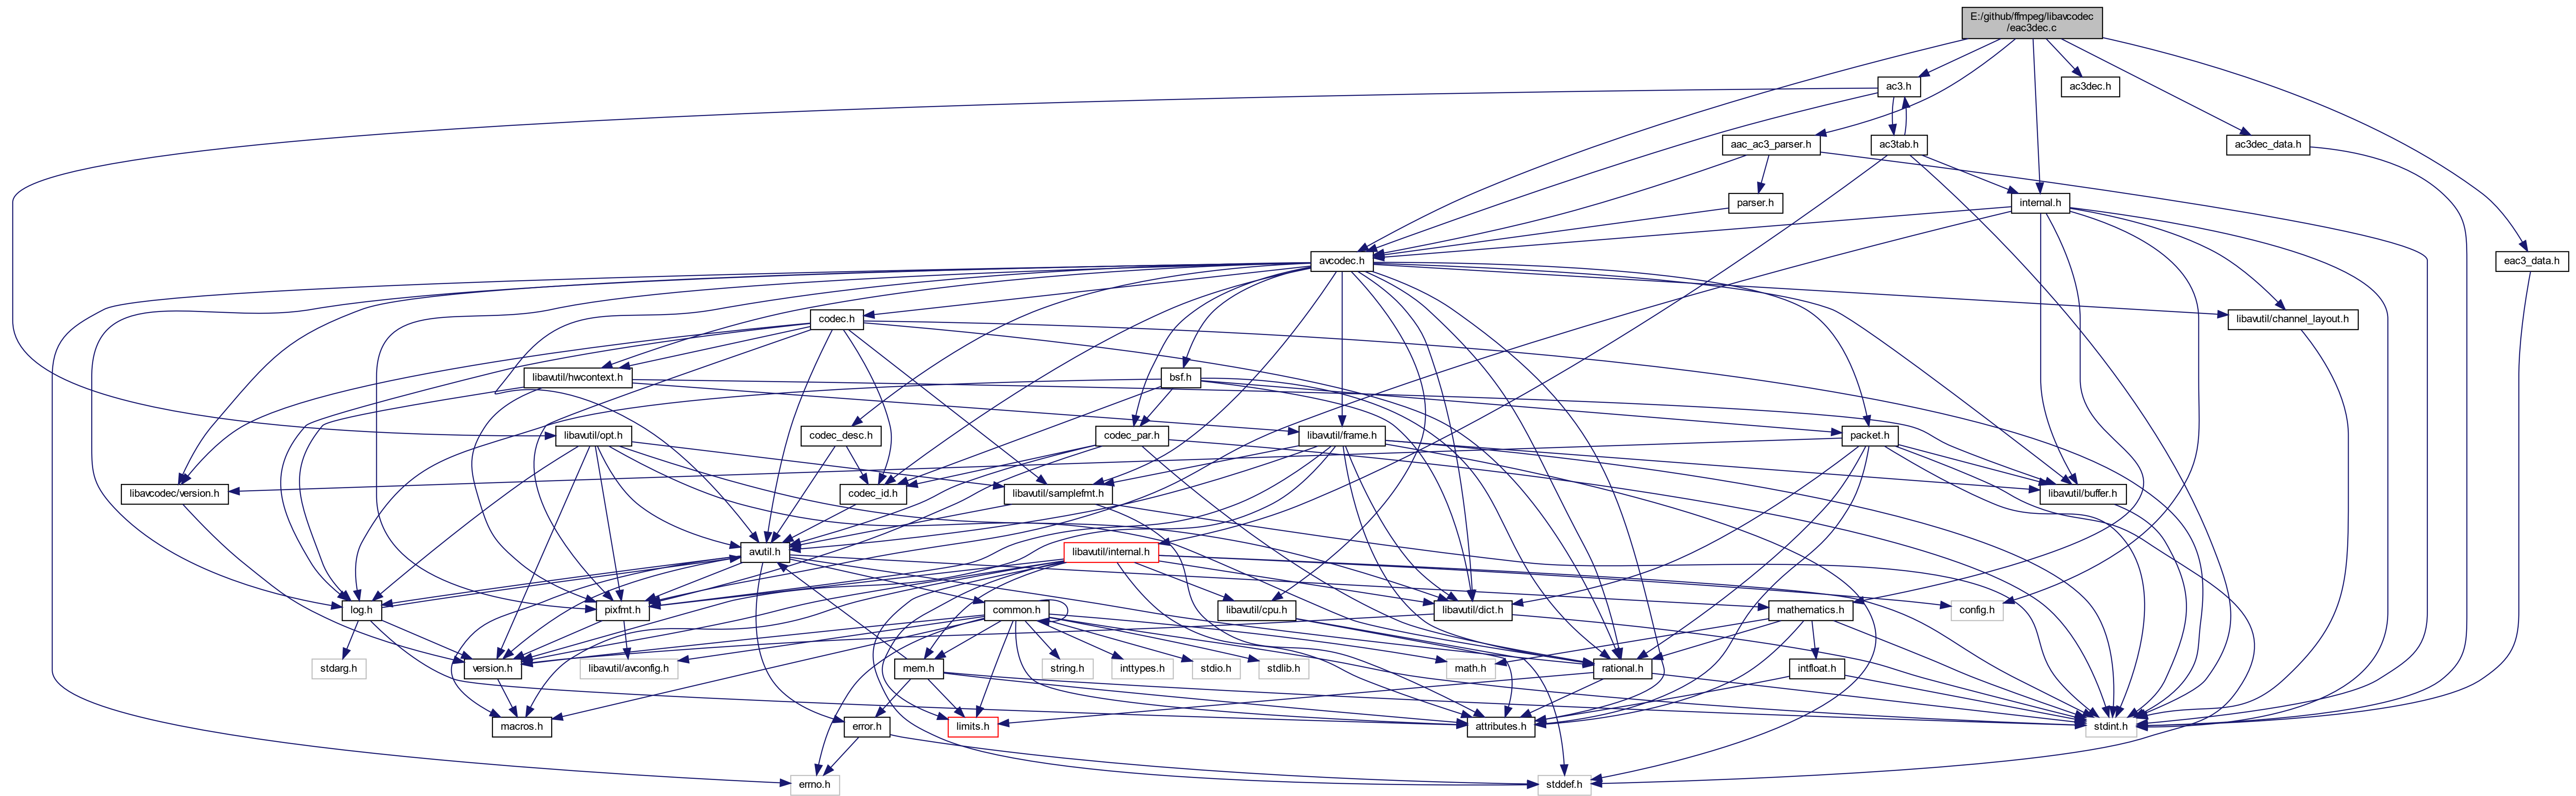 E:/github/ffmpeg/libavcodec
/eac3dec.c
ac3.h
ac3dec.h
aac_ac3_parser.h
ac3tab.h
ac3dec_data.h
parser.h
internal.h
avcodec.h
eac3_data.h
codec.h
libavutil/channel_layout.h
libavutil/hwcontext.h
bsf.h
libavutil/opt.h
codec_desc.h
codec_par.h
libavutil/frame.h
packet.h
libavcodec/version.h
codec_id.h
libavutil/samplefmt.h
libavutil/buffer.h
avutil.h
libavutil/internal.h
log.h
pixfmt.h
common.h
libavutil/cpu.h
libavutil/dict.h
mathematics.h
config.h
stdarg.h
version.h
libavutil/avconfig.h
mem.h
string.h
inttypes.h
stdio.h
stdlib.h
math.h
rational.h
intfloat.h
macros.h
error.h
limits.h
attributes.h
stdint.h
errno.h
stddef.h